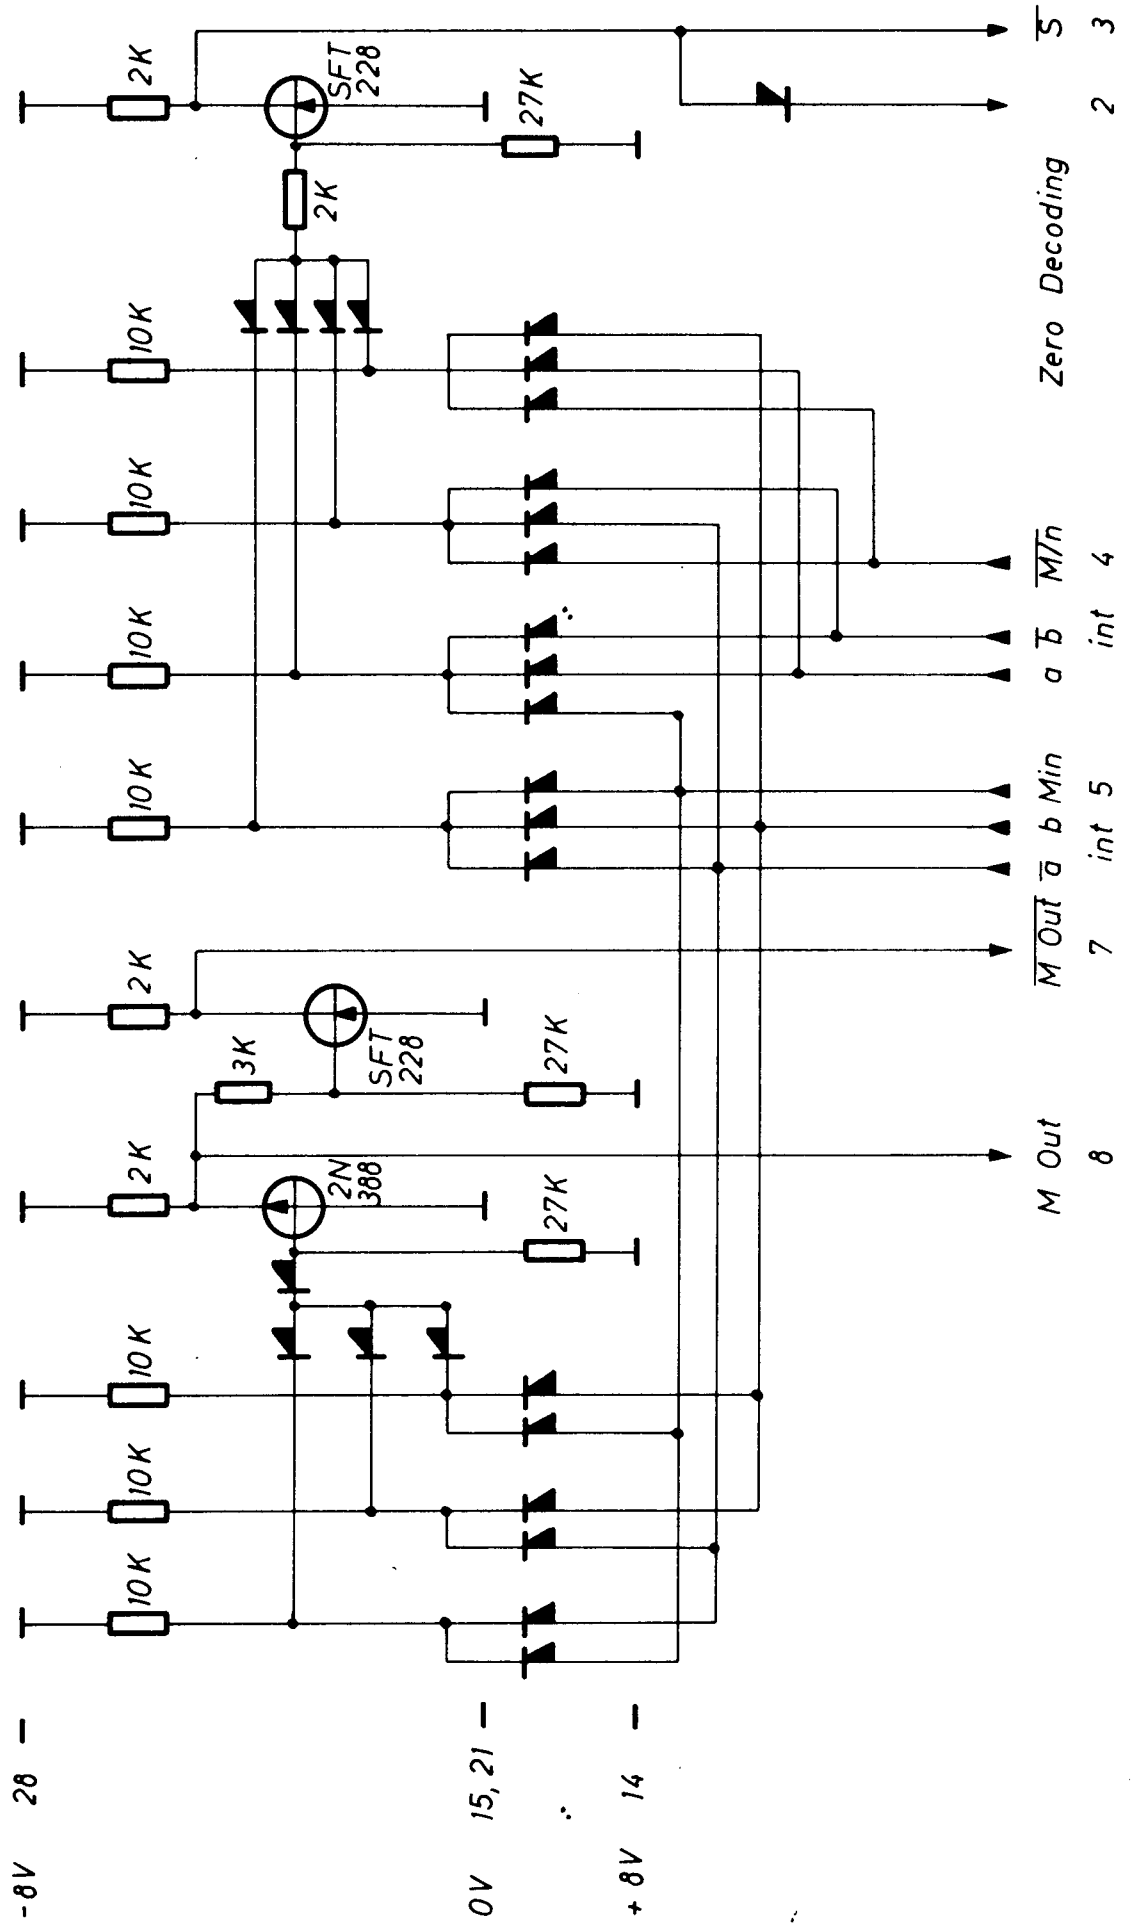 -8V 28
0V 15, 21
+8V 14
10K
10K
10K
2K
3K
2K
10K
10K
10K
10K
2K
2N
388
SFT
228
2K
SFT
228
27K
27K
27K
M Out
8
M Out
7
a b Min
int 5
a b M/n
int 4
Zero Decoding
2
S
3